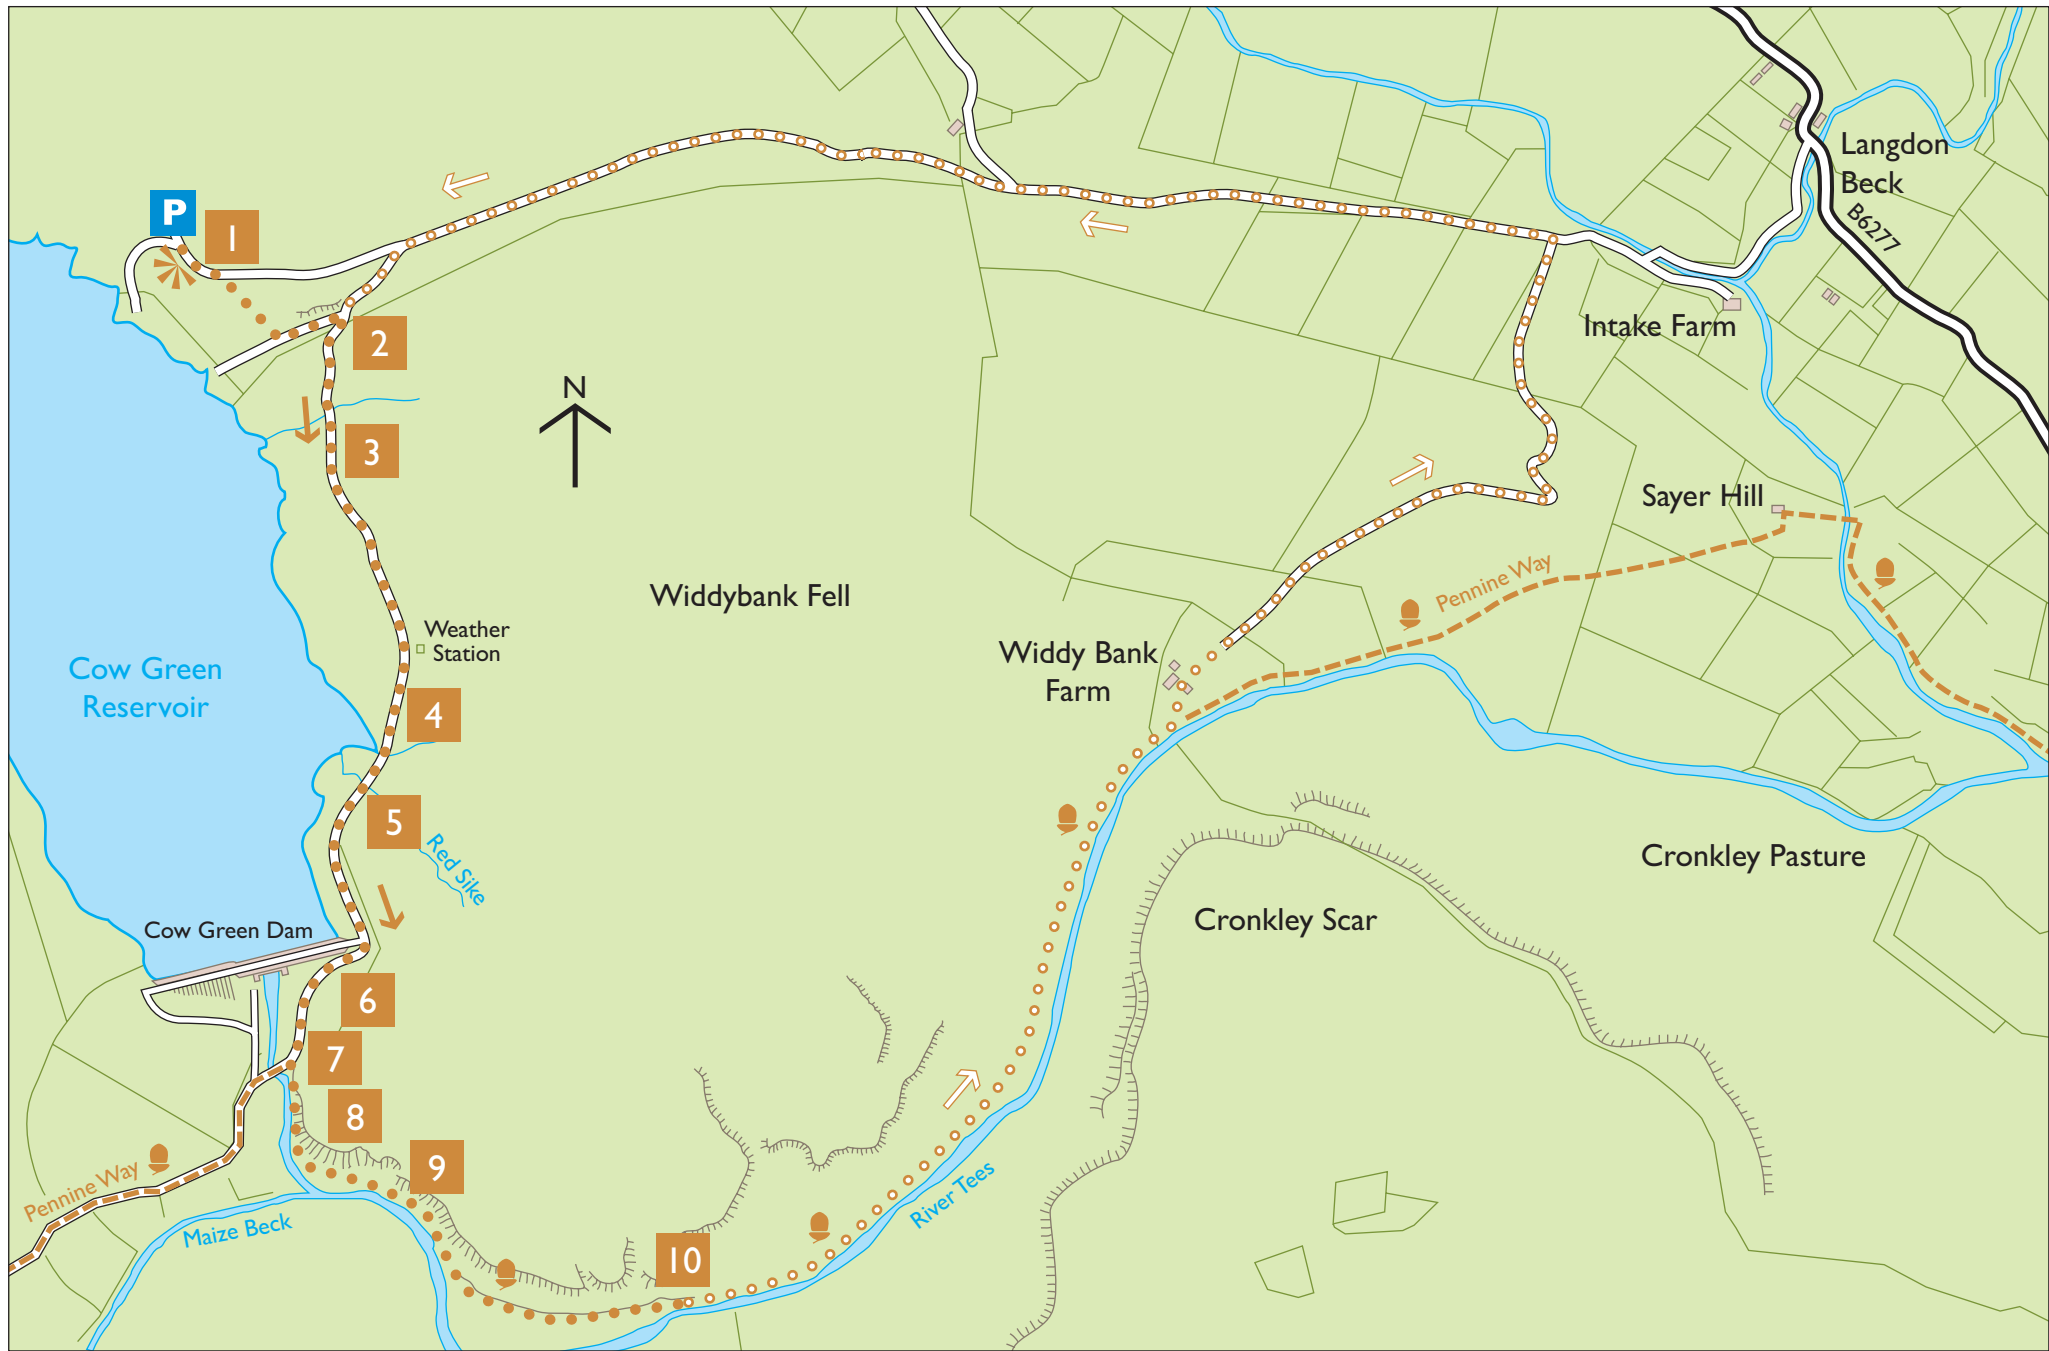 Langdon
Beck
B6277
P
1
Intake Farm
2
N
3
Sayer Hill
Pennine Way
Widdybank Fell
Weather
Station
Widdy Bank
Farm
Cow Green
Reservoir
4
5
Red Sike
Cronkley Pasture
Cronkley Scar
Cow Green Dam
6
7
8
9
Pennine Way
Maize Beck
River Tees
10